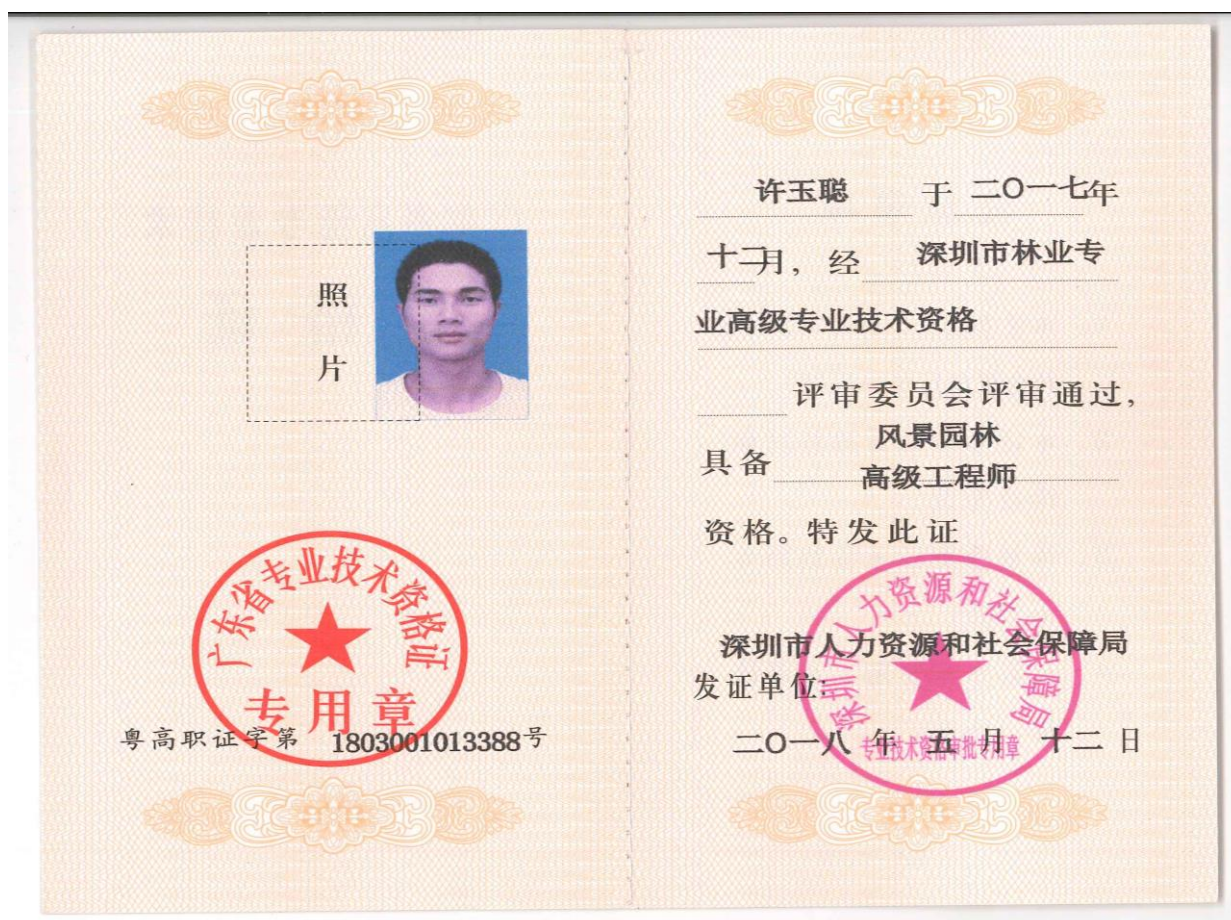 照
片
广东省专业技术资格证
专用章
粤高职证字第 1803001013388号
许玉聪 于 二〇一七年
十二月，经 深圳市林业专
业高级专业技术资格
评审委员会评审通过，
风景园林
具备 高级工程师
资格。特发此证
深圳市人力资源和社会保障局
深圳市人力资源和社会保障局
发证单位：
二〇一八 年 五 月 十二 日
专业技术资格审批专用章